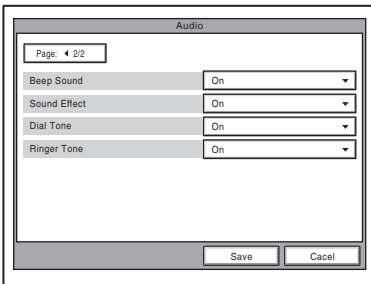 Audio
Page: 2/2
Beep Sound On
Sound Effect On
Dial Tone On
Ringer Tone On
Save Cacel